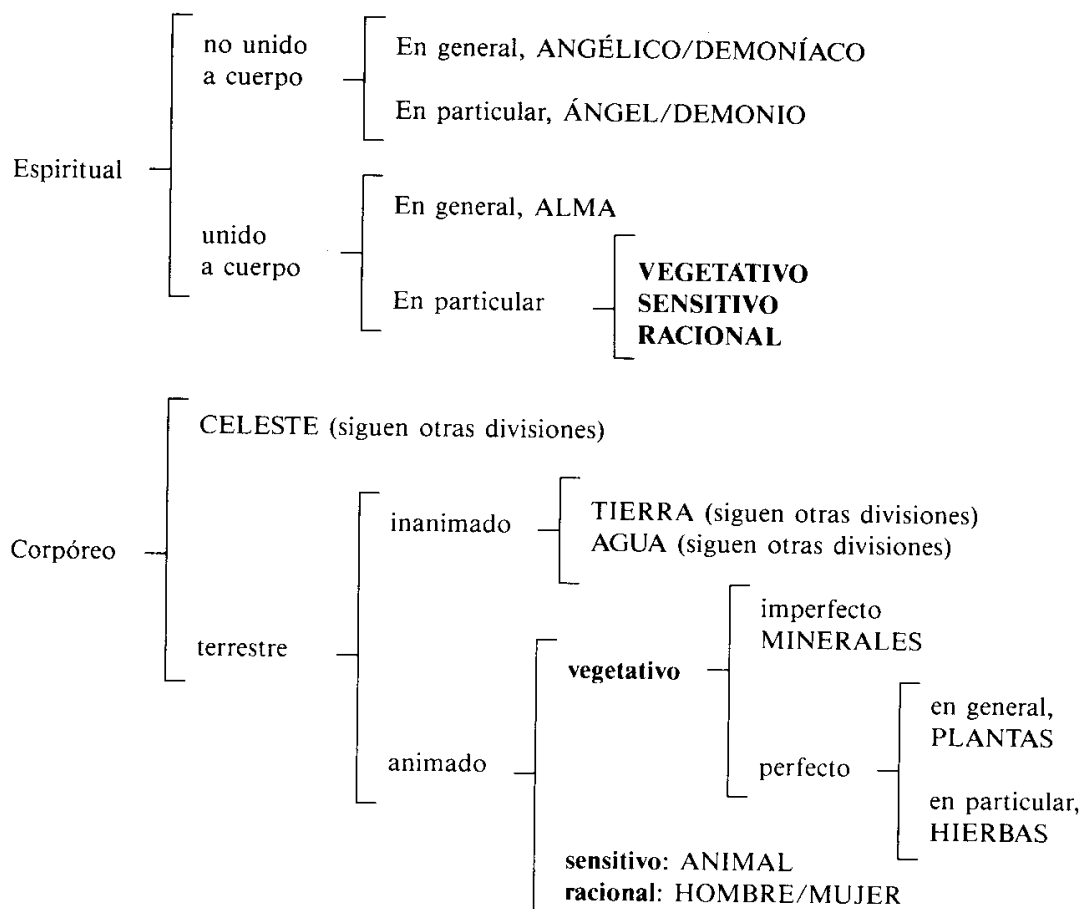 no unido
a cuerpo
En general, ANGÉLICO/DEMONÍACO
En particular, ÁNGEL/DEMONIO
Espiritual
unido
a cuerpo
En general, ALMA
En particular
VEGETATIVO
SENSITIVO
RACIONAL
Corpóreo
CELESTE (siguen otras divisiones)
terrestre
inanimado
TIERRA (siguen otras divisiones)
AGUA (siguen otras divisiones)
animado
vegetativo
imperfecto
MINERALES
perfecto
en general,
PLANTAS
en particular,
HIERBAS
sensitivo: ANIMAL
racional: HOMBRE/MUJER